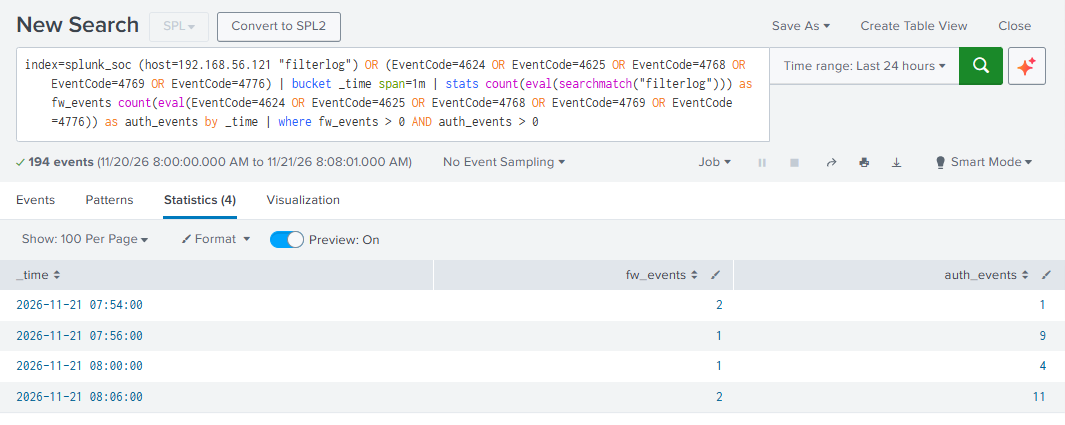 New Search SPL Convert to SPL2 Save As Create Table View Close
index=splunk_soc (host=192.168.56.121 "filterlog") OR (EventCode=4624 OR EventCode=4625 OR EventCode=4768 OR
EventCode=4769 OR EventCode=4776) | bucket _time span=1m | stats count(eval(searchmatch("filterlog"))) as
fw_events count(eval(EventCode=4624 OR EventCode=4625 OR EventCode=4768 OR EventCode=4769 OR EventCode
=4776)) as auth_events by _time | where fw_events > 0 AND auth_events > 0
Time range: Last 24 hours
194 events (11/20/26 8:00:00.000 AM to 11/21/26 8:08:01.000 AM) No Event Sampling Job Smart Mode
Events Patterns Statistics (4) Visualization
Show: 100 Per Page Format Preview: On
_time fw_events auth_events
2026-11-21 07:54:00 2 1
2026-11-21 07:56:00 1 9
2026-11-21 08:00:00 1 4
2026-11-21 08:06:00 2 11